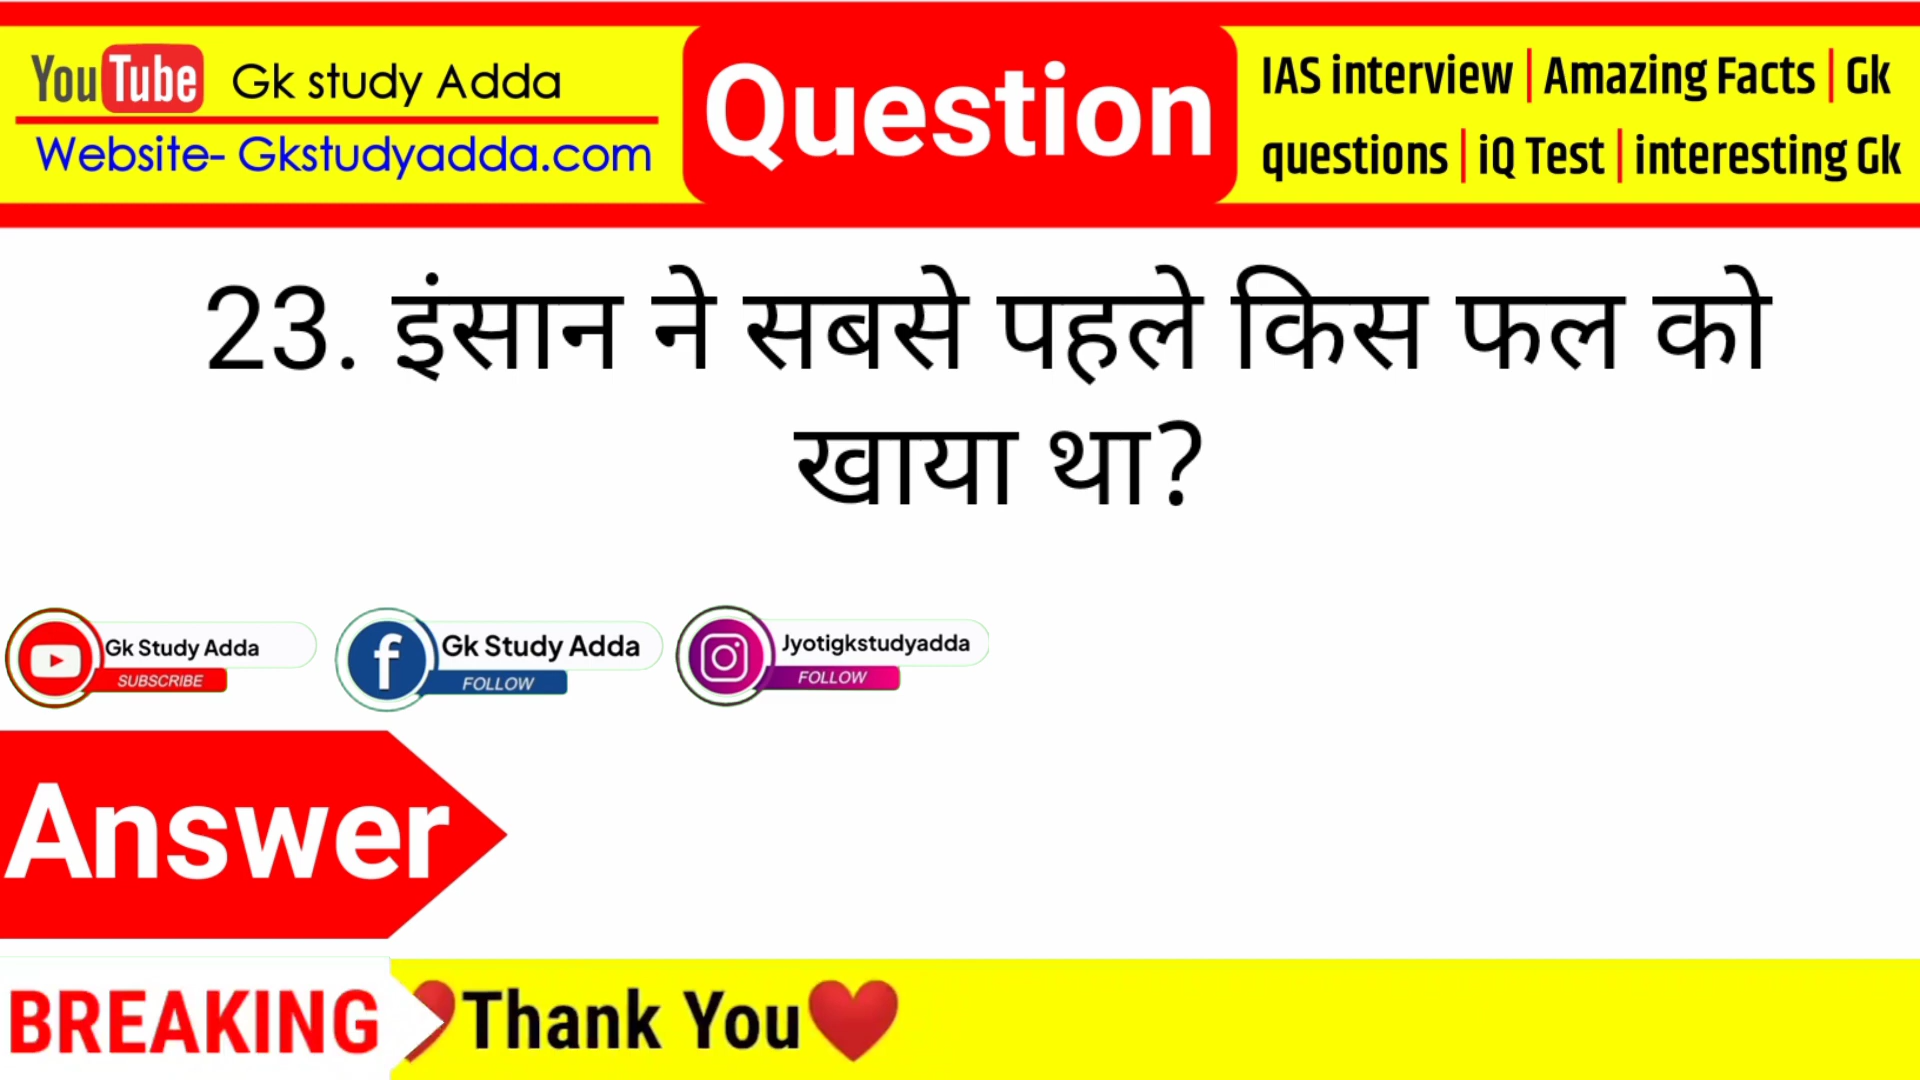 YouTube Gk study Adda
Website- Gkstudyadda.com
Question
IAS interview | Amazing Facts | Gk
questions | iQ Test | interesting Gk
23. इंसान ने सबसे पहले किस फल को
खाया था?
Gk Study Adda
SUBSCRIBE
Gk Study Adda
FOLLOW
Jyotigkstudyadda
FOLLOW
Answer
BREAKING
❤️Thank You❤️